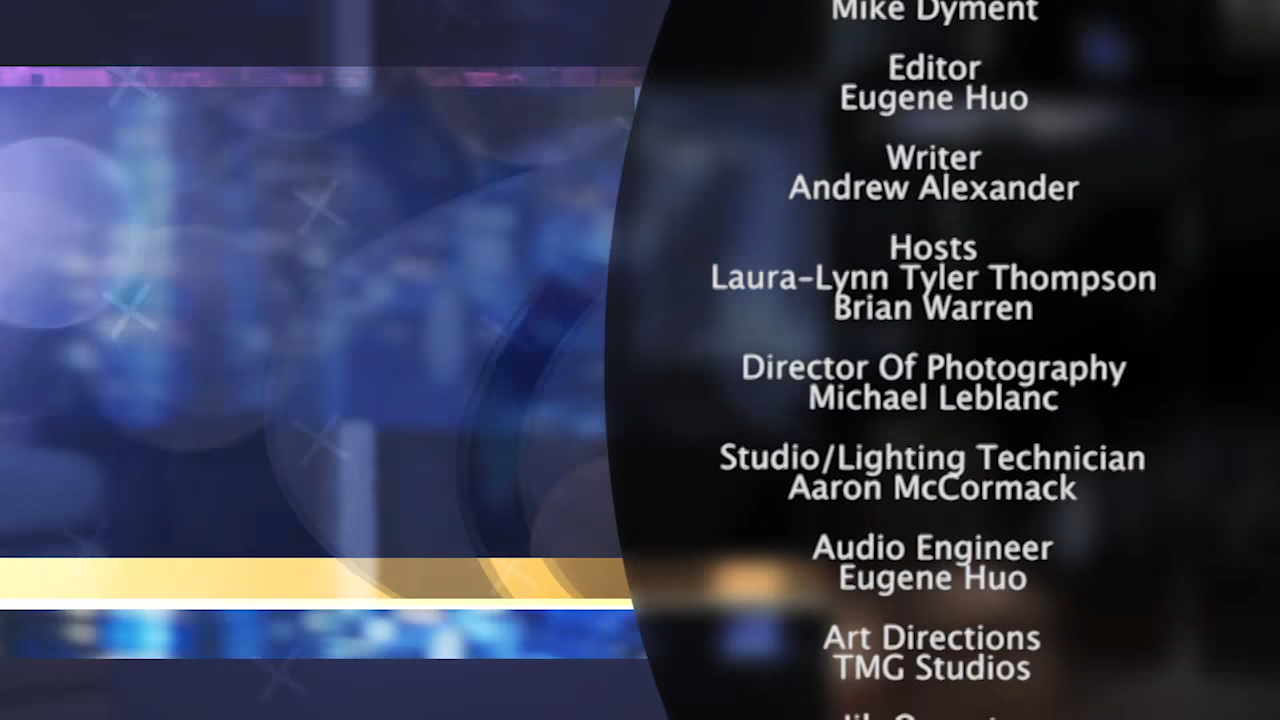 Mike Dyment
Editor
Eugene Huo
Writer
Andrew Alexander
Hosts
Laura-Lynn Tyler Thompson
Brian Warren
Director Of Photography
Michael Leblanc
Studio/Lighting Technician
Aaron McCormack
Audio Engineer
Eugene Huo
Art Directions
TMG Studios